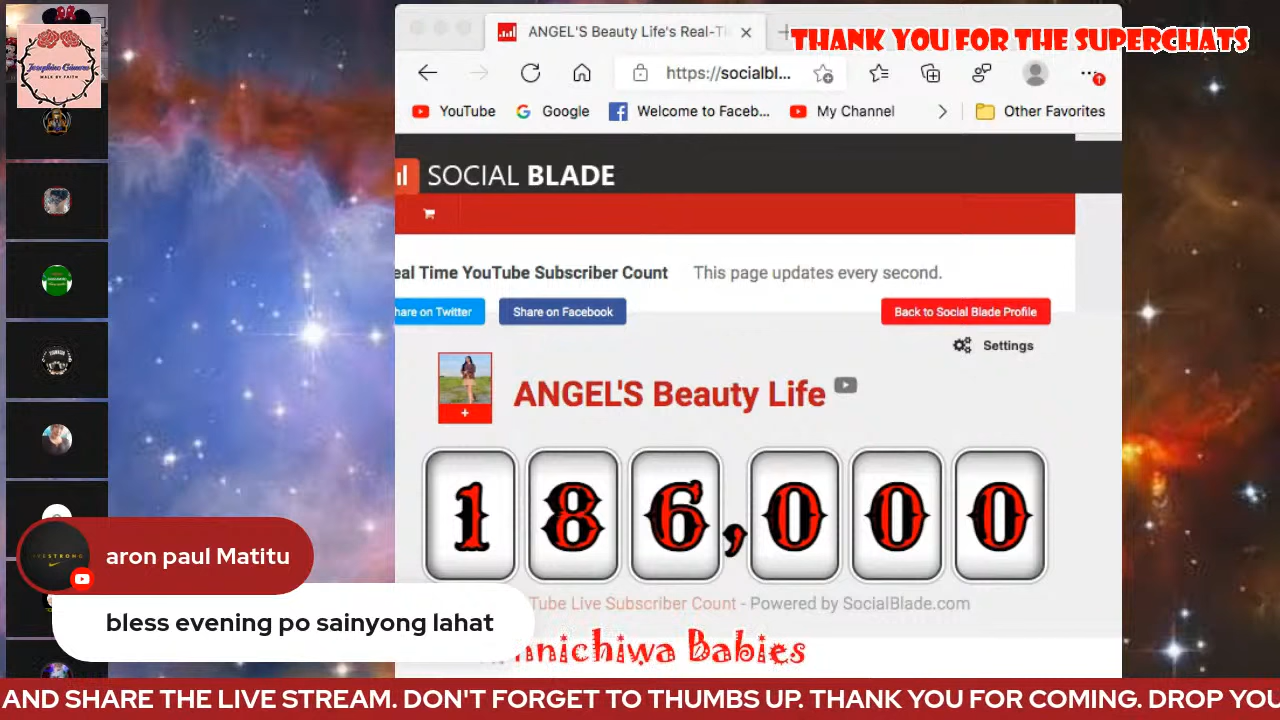 ANGEL'S Beauty Life's Real-Ti
THANK YOU FOR THE SUPERCHATS
https://socialbl...
YouTube
Google
Welcome to Faceb...
My Channel
Other Favorites
SOCIAL BLADE
eal Time YouTube Subscriber Count
This page updates every second.
hare on Twitter
Share on Facebook
Back to Social Blade Profile
Settings
ANGEL'S Beauty Life
+
186,000
Tube Live Subscriber Count - Powered by SocialBlade.com
nnichiwa Babies
WALK BY FAITH
LIVESTRONG
aron paul Matitu
bless evening po sainyong lahat
AND SHARE THE LIVE STREAM. DON'T FORGET TO THUMBS UP. THANK YOU FOR COMING. DROP YOU